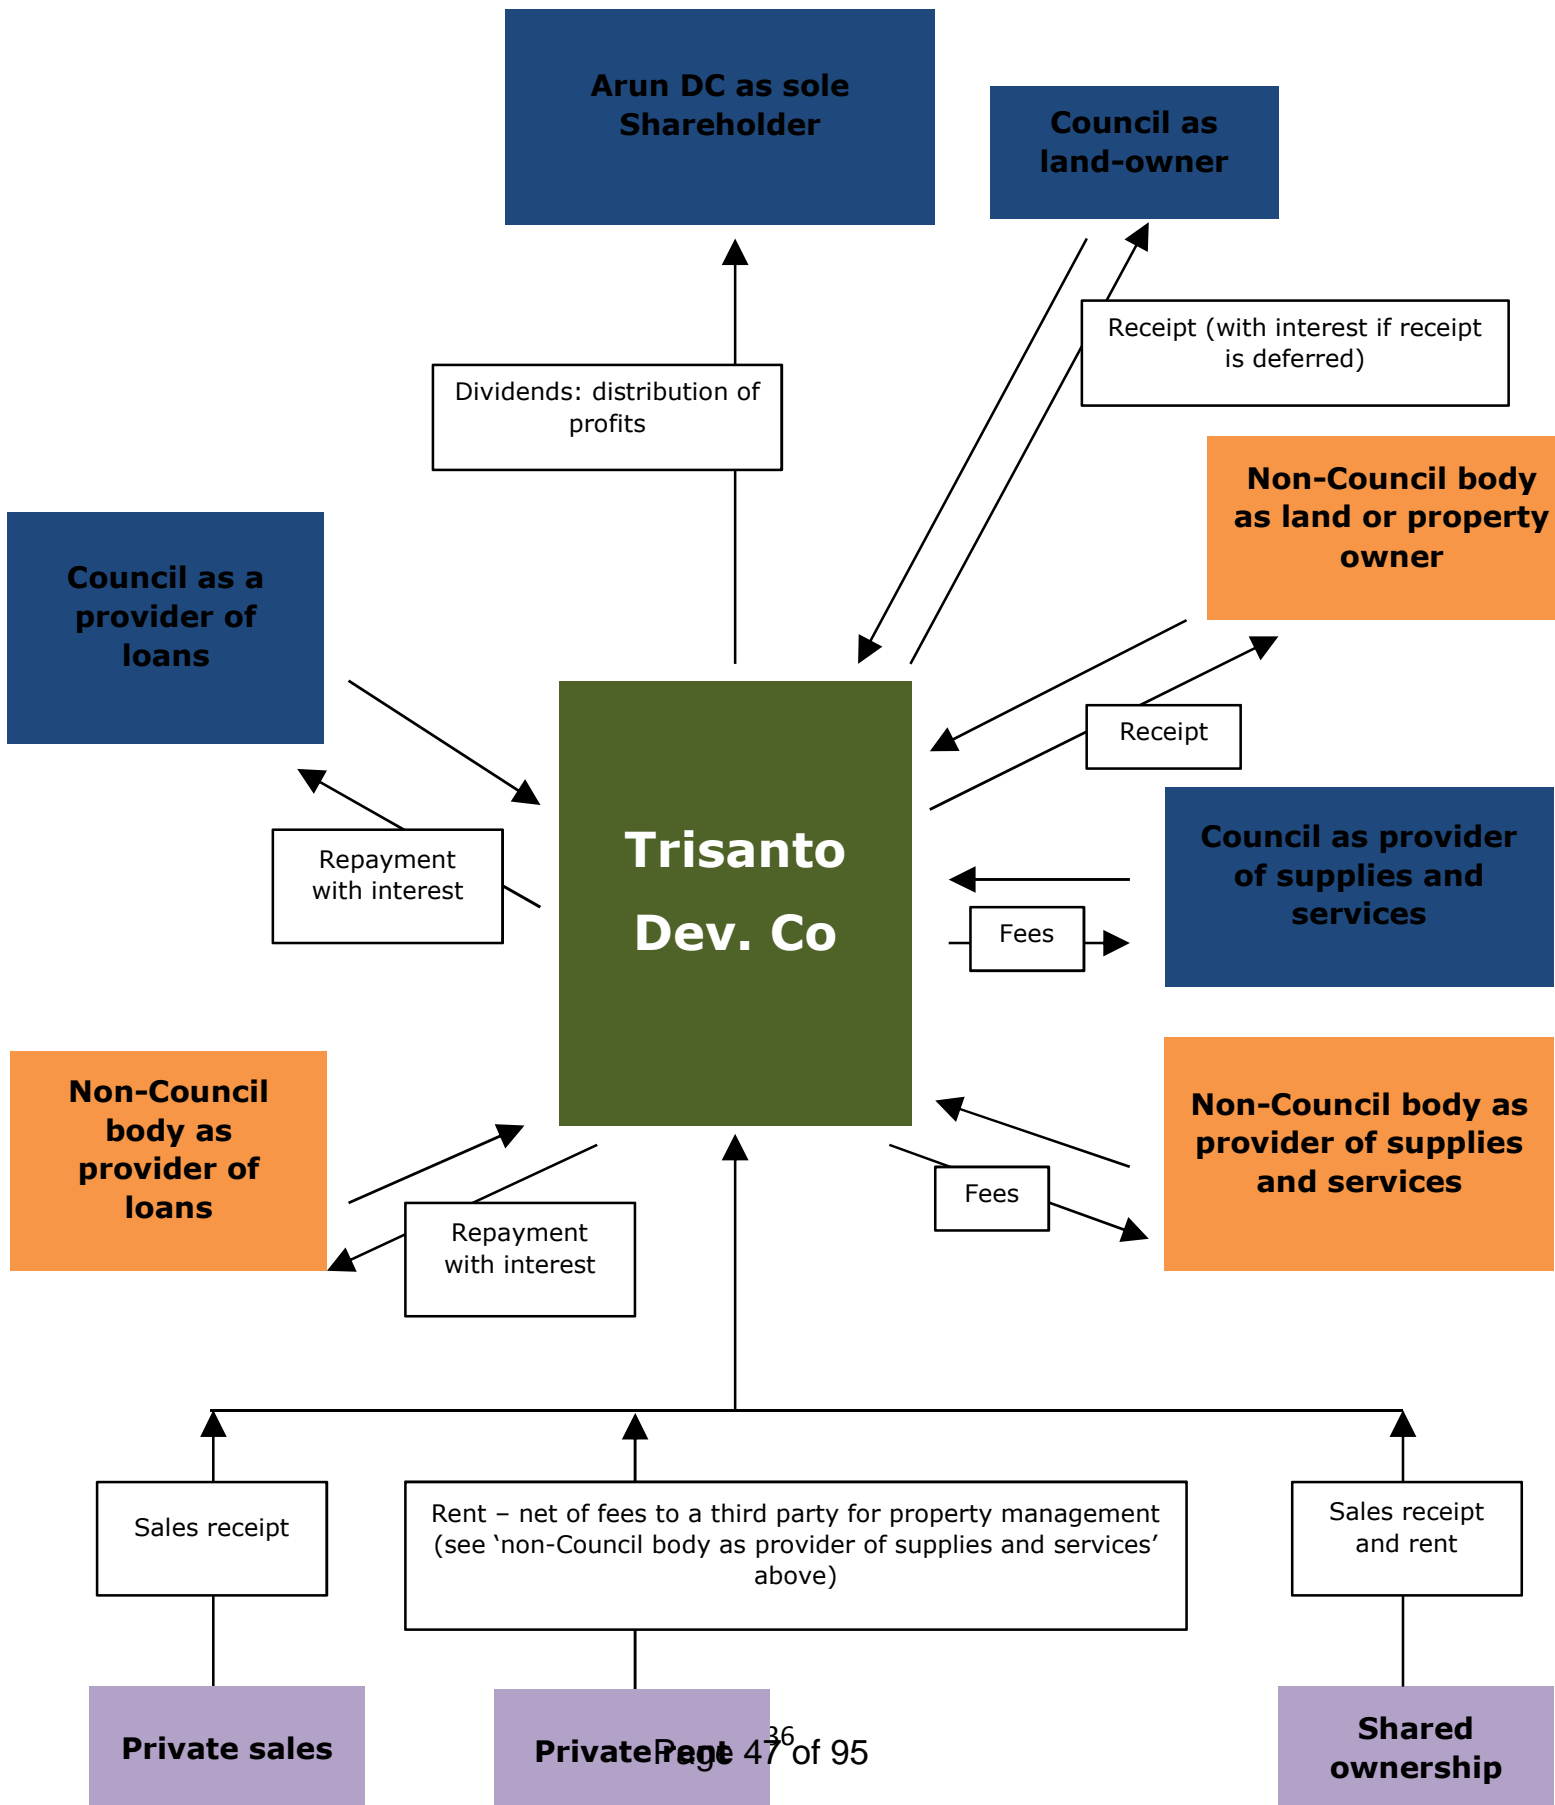 Arun DC as sole
Shareholder
Council as
land-owner
Receipt (with interest if receipt
is deferred)
Dividends: distribution of
profits
Non-Council body
as land or property
owner
Council as a
provider of
loans
Receipt
Trisanto
Dev. Co
Council as provider
of supplies and
services
Repayment
with interest
Fees
Non-Council
body as
provider of
loans
Non-Council body as
provider of supplies
and services
Fees
Repayment
with interest
Sales receipt
Rent – net of fees to a third party for property management
(see ‘non-Council body as provider of supplies and services’
above)
Sales receipt
and rent
Private sales
Private rent
36
Page 47 of 95
Shared
ownership